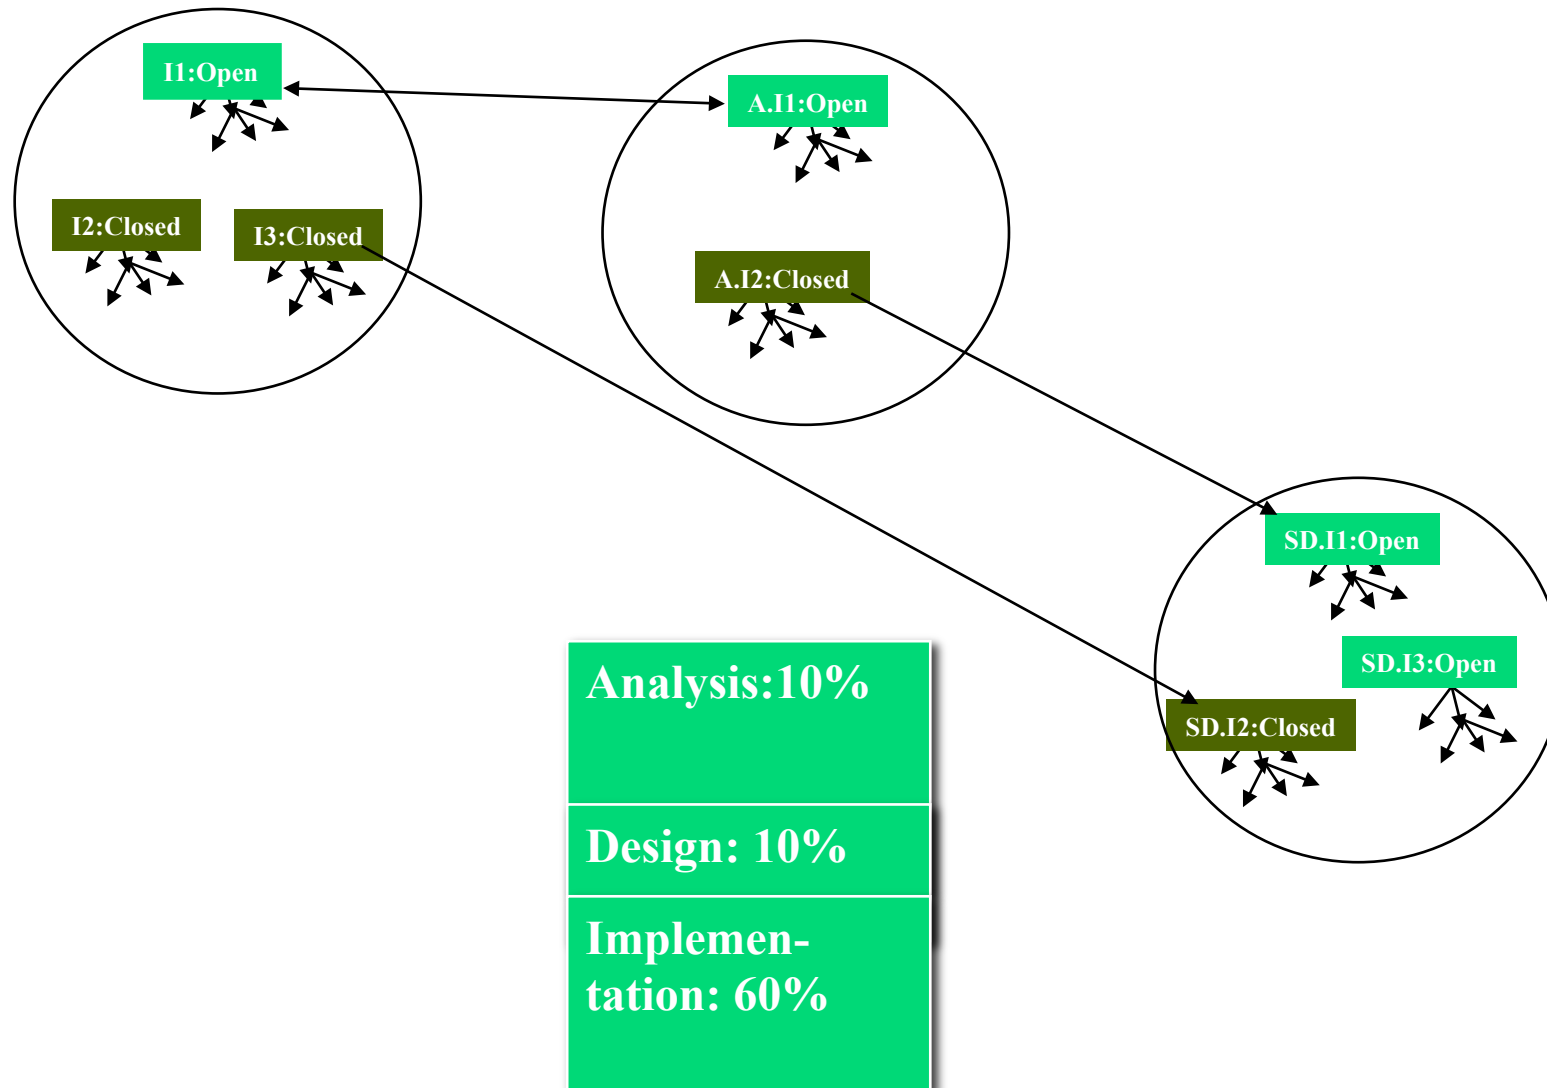 I1:Open
A.I1:Open
I2:Closed
I3:Closed
A.I2:Closed
SD.I1:Open
SD.I3:Open
SD.I2:Closed
Analysis:10%
Design: 10%
Implemen-
tation: 60%